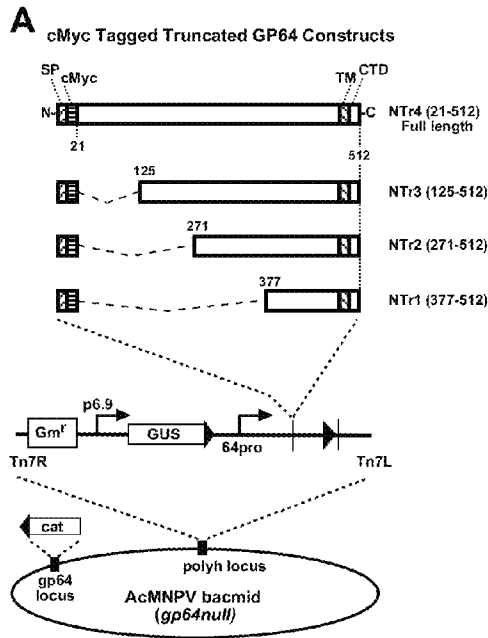 A
cMyc Tagged Truncated GP64 Constructs
SP
cMyc
TM
CTD
N-
-C
NTr4 (21-512)
Full length
21
512
125
NTr3 (125-512)
271
NTr2 (271-512)
377
NTr1 (377-512)
p6.9
Gmr
GUS
64pro
Tn7R
Tn7L
cat
gp64
locus
polyh locus
AcMNPV bacmid
(gp64null)